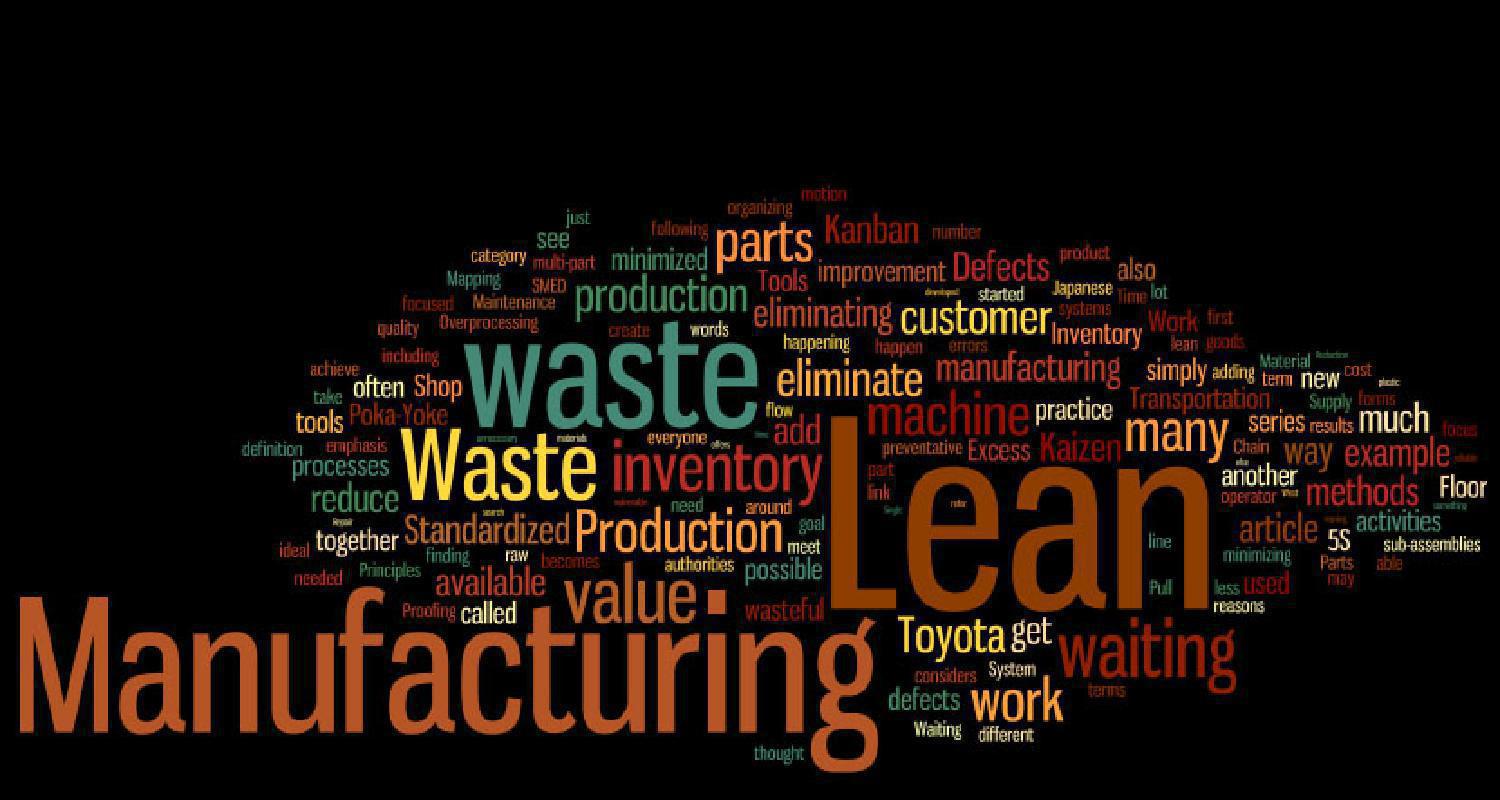 motion
organizing
just
following
parts
Kanban
number
see
category
multi-part
minimized
Tools
improvement
Defects
product
also
Mapping
SMED
production
started
Japanese
Time
lot
focused
Maintenance
eliminating
customer
systems
quality
Overprocessing
create
words
Inventory
Work
first
happening
happen
errors
lean
goods
including
waste
eliminate
manufacturing
simply
adding
Material
term
new
cost
achieve
often
Shop
take
flow
machine
practice
Transportation
Supply
forms
tools
Poka-Yoke
add
many
series
results
much
focus
definition
emphasis
everyone
preventative
Excess
Kaizen
Chain
way
example
processes
Waste
inventory
part
link
Lean
another
operator
methods
Floor
reduce
need
around
together
Standardized
Production
goal
meet
line
article
5S
activities
sub-assemblies
ideal
finding
raw
becomes
authorities
possible
minimizing
Parts
able
needed
Principles
available
Pull
less
used
may
Proofing
called
value
wasteful
reasons
Manufacturing
Toyota
get
waiting
considers
System
defects
work
terms
Waiting
different
thought